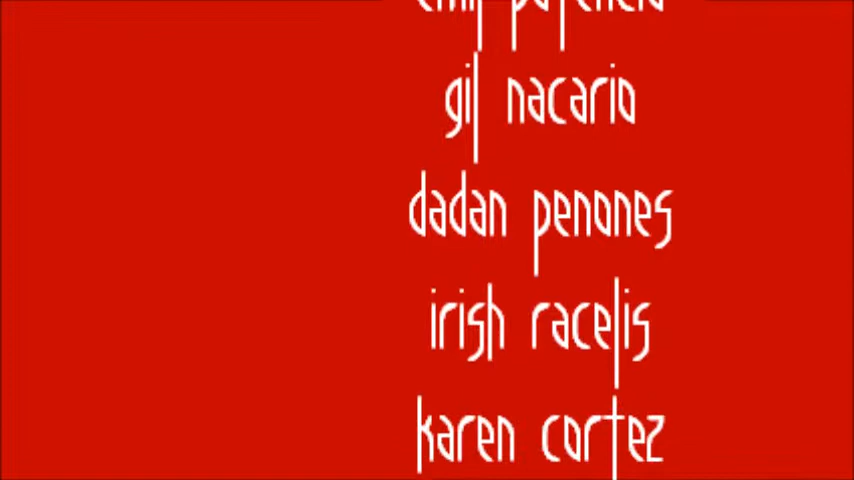 gil nacario
dadan penones
irish racelis
karen cortez